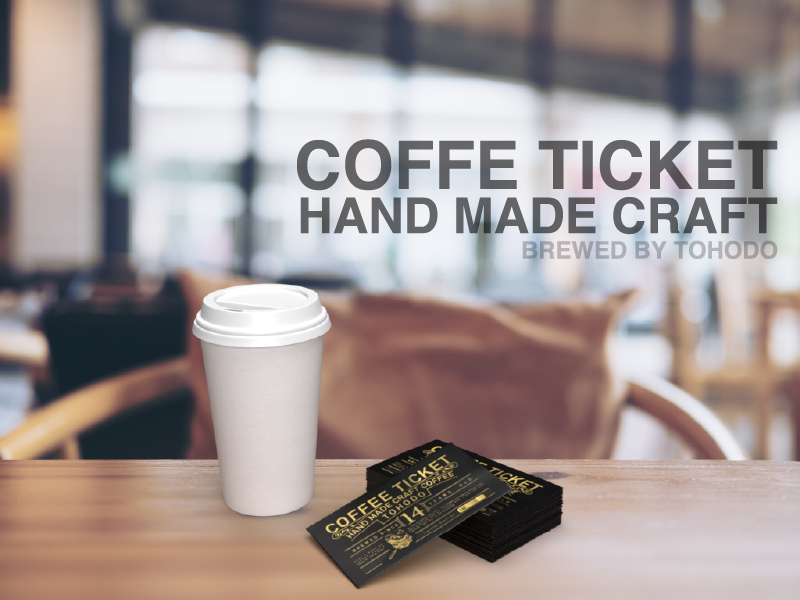 COFFE TICKET
HAND MADE CRAFT
BREWED BY TOHODO
COFFEE TICKET
HAND MADE CRAFT COFFEE
TOHODO
14
TICKET